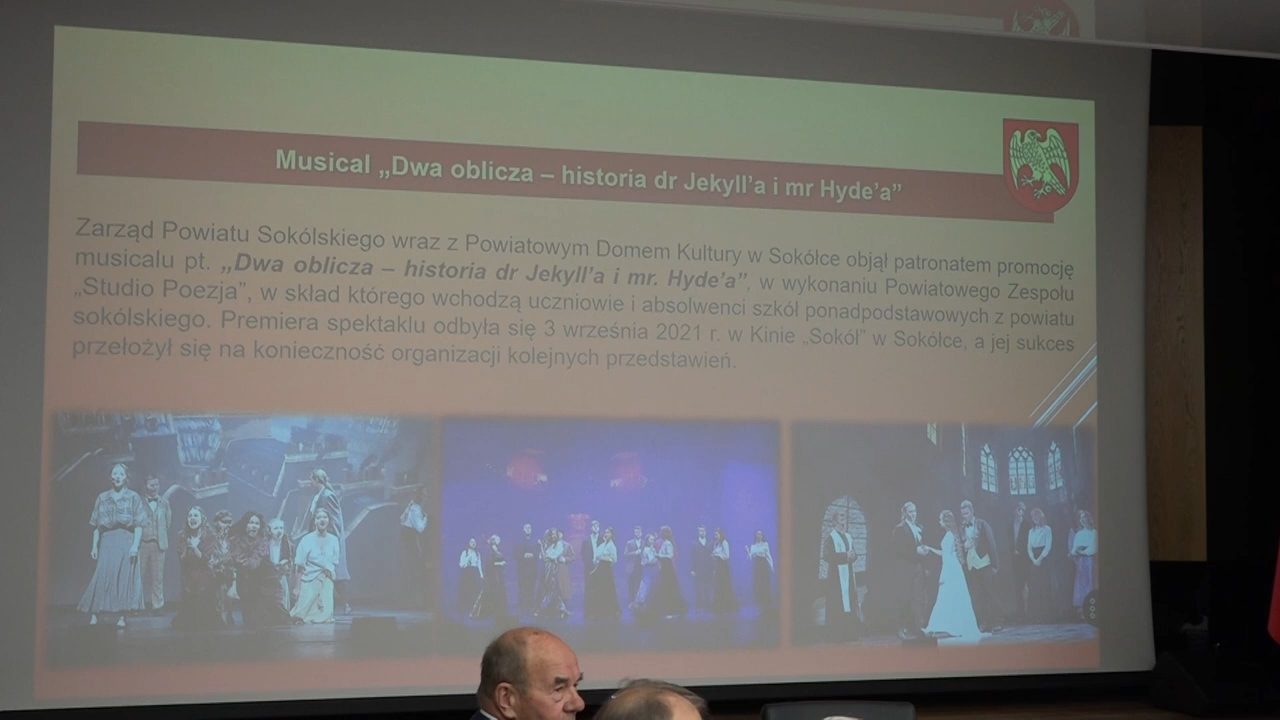 Musical „Dwa oblicza – historia dr Jekyll’a i mr Hyde’a”
Zarząd Powiatu Sokólskiego wraz z Powiatowym Domem Kultury w Sokółce objął patronatem promocję
musicalu pt. „Dwa oblicza – historia dr Jekyll’a i mr. Hyde’a”, w wykonaniu Powiatowego Zespołu
„Studio Poezja”, w skład którego wchodzą uczniowie i absolwenci szkół ponadpodstawowych z powiatu
sokólskiego. Premiera spektaklu odbyła się 3 września 2021 r. w Kinie „Sokół” w Sokółce, a jej sukces
przełożył się na konieczność organizacji kolejnych przedstawień.